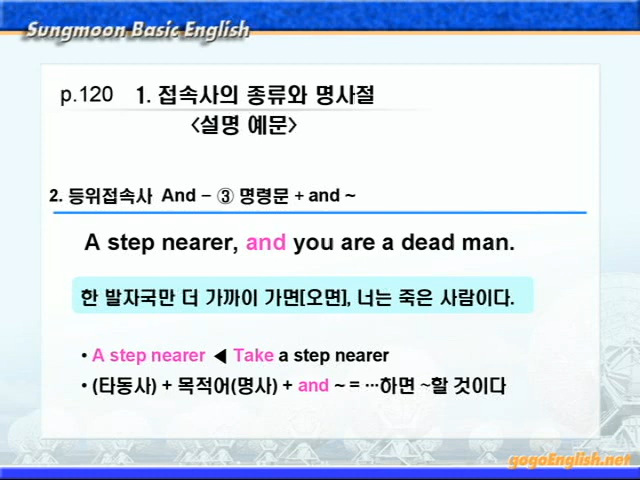 Sungmoon Basic English
p.120 1. 접속사의 종류와 명사절
<설명 예문>
2. 등위접속사 And – ③ 명령문 + and ~
A step nearer, and you are a dead man.
한 발자국만 더 가까이 가면[오면], 너는 죽은 사람이다.
• A step nearer ◀ Take a step nearer
• (타동사) + 목적어(명사) + and ~ = ···하면 ~할 것이다
gogoEnglish.net